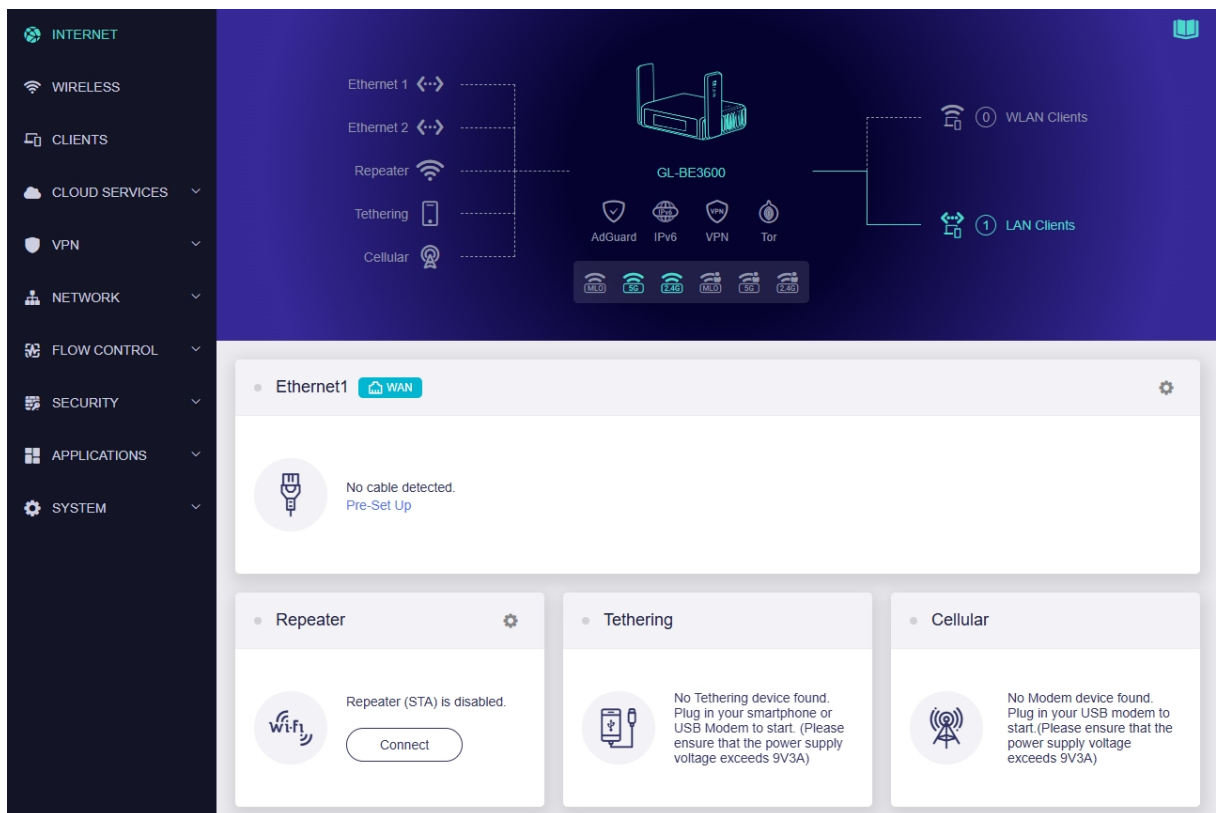 INTERNET
WIRELESS
CLIENTS
CLOUD SERVICES
VPN
NETWORK
FLOW CONTROL
SECURITY
APPLICATIONS
SYSTEM
Ethernet 1
Ethernet 2
Repeater
Tethering
Cellular
GL-BE3600
IPv6
VPN
AdGuard
IPv6
VPN
Tor
MLO
5G
2.4G
MLO
5G
2.4G
0 WLAN Clients
1 LAN Clients
Ethernet1 WAN
No cable detected.
Pre-Set Up
Repeater
Wi-Fi
Repeater (STA) is disabled.
Connect
Tethering
No Tethering device found.
Plug in your smartphone or
USB Modem to start. (Please
ensure that the power supply
voltage exceeds 9V3A)
Cellular
No Modem device found.
Plug in your USB modem to
start.(Please ensure that the
power supply voltage
exceeds 9V3A)